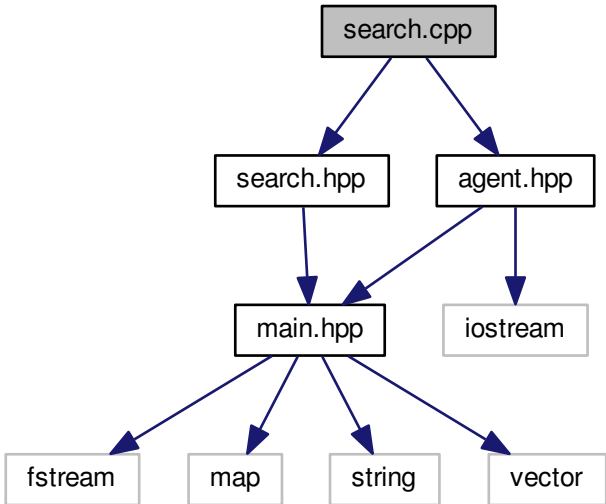 search.cpp
search.hpp
agent.hpp
main.hpp
iostream
fstream
map
string
vector